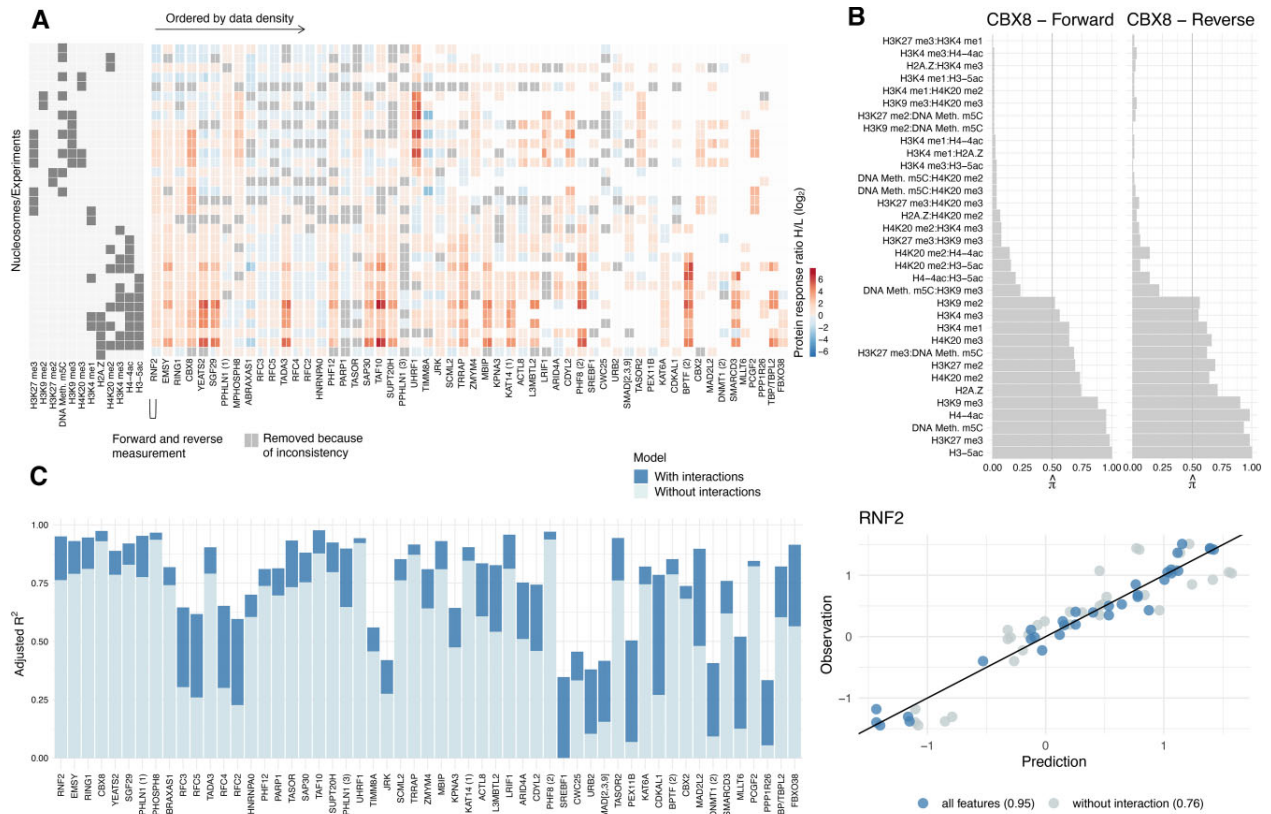 A
Ordered by data density
Nucleosomes/Experiments
Protein response ratio H/L (log2)
8
6
4
2
0
−2
−4
−6
H3K27 me3
H3K9 me2
H3K27 me2
DNA Meth. m5C
H3K9 me3
H4K20 me3
H3K4 me1
H2A.Z
H4K20 me2
H3K4 me3
H4-4ac
H3-5ac
RNF2
EMSY
RING1
CBX8
YEATS2
SGF29
PPHLN1 (1)
MPHOSPH8
ABRAXAS1
RFC3
RFC5
TADA3
RFC4
RFC2
HNRNPA0
PHF12
PARP1
TASOR
SAP30
TAF10
SUPT20H
PPHLN1 (3)
UHRF1
TIMM8A
JRK
SCML2
TRRAP
ZMYM4
MBIP
KPNA3
KAT14 (1)
ACTL8
L3MBTL2
LRIF1
ARID4A
CDYL2
PHF8 (2)
SREBF1
CWC25
URB2
SMAD[2,3,9]
TASOR2
PEX11B
KAT6A
CDKAL1
BPTF (2)
CBX2
MAD2L2
DNMT1 (2)
SMARCD3
MLLT6
PCGF2
PPP1R26
TBP/TBPL2
FBXO38
Forward and reverse
measurement
Removed because
of inconsistency
B
CBX8 − Forward
CBX8 − Reverse
H3K27 me3:H3K4 me1
H3K4 me3:H4−4ac
H2A.Z:H3K4 me3
H3K4 me1:H3−5ac
H3K4 me1:H4K20 me2
H3K9 me3:H4K20 me3
H3K27 me2:DNA Meth. m5C
H3K9 me2:DNA Meth. m5C
H3K4 me1:H4−4ac
H3K4 me1:H2A.Z
H3K4 me3:H3−5ac
DNA Meth. m5C:H4K20 me2
DNA Meth. m5C:H4K20 me3
H3K27 me3:H4K20 me3
H2A.Z:H4K20 me2
H4K20 me2:H3K4 me3
H3K27 me3:H3K9 me3
H4K20 me2:H4−4ac
H4K20 me2:H3−5ac
H4−4ac:H3−5ac
DNA Meth. m5C:H3K9 me3
H3K9 me2
H3K4 me3
H3K4 me1
H4K20 me3
H3K27 me3:DNA Meth. m5C
H3K27 me2
H4K20 me2
H2A.Z
H3K9 me3
H4−4ac
DNA Meth. m5C
H3K27 me3
H3−5ac
0.00 0.25 0.50 0.75 1.00
0.00 0.25 0.50 0.75 1.00
π̂
π̂
C
Model
With interactions
Without interactions
Adjusted R²
1.00
0.75
0.50
0.25
0.00
RNF2
EMSY
RING1
CBX8
YEATS2
SGF29
PHLN1 (1)
PHOSPH8
BRAXAS1
RFC3
RFC5
TADA3
RFC4
RFC2
HNRNPA0
PHF12
PARP1
TASOR
SAP30
TAF10
SUPT20H
PHLN1 (3)
UHRF1
TIMM8A
JRK
SCML2
TRRAP
ZMYM4
MBIP
KPNA3
KAT14 (1)
ACTL8
L3MBTL2
LRIF1
ARID4A
CDYL2
PHF8 (2)
SREBF1
CWC25
URB2
MAD[2,3,9]
TASOR2
PEX11B
KAT6A
CDKAL1
BPTF (2)
CBX2
MAD2L2
DNMT1 (2)
SMARCD3
MLLT6
PCGF2
PPP1R26
BP/TBPL2
FBXO38
RNF2
Observation
1
0
−1
−1
0
1
Prediction
all features (0.95)
without interaction (0.76)